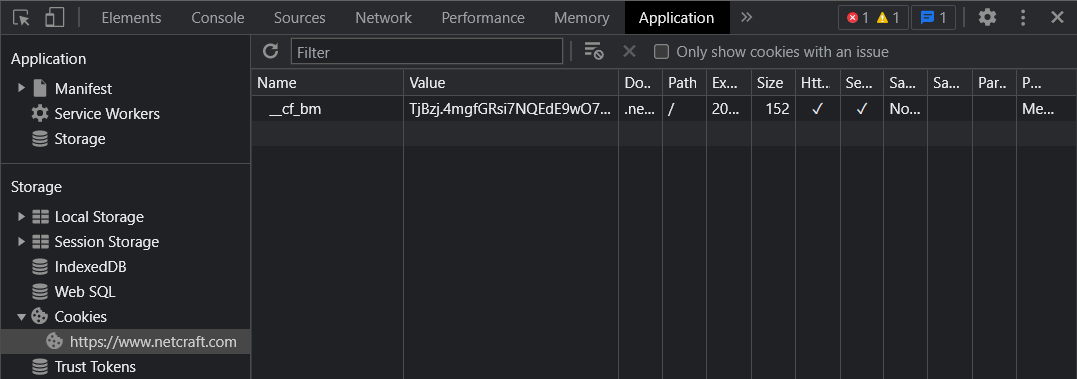 Elements Console Sources Network Performance Memory Application » 1 1 1
Application
Manifest
Service Workers
Storage
Storage
Local Storage
Session Storage
IndexedDB
Web SQL
Cookies
https://www.netcraft.com
Trust Tokens
Filter Only show cookies with an issue
Name Value Do... Path Ex... Size Htt... Se... Sa... Sa... Par... P...
__cf_bm TjBzj.4mgfGRsi7NQEdE9wO7... .ne... / 20... 152 ✓ ✓ No... Me...